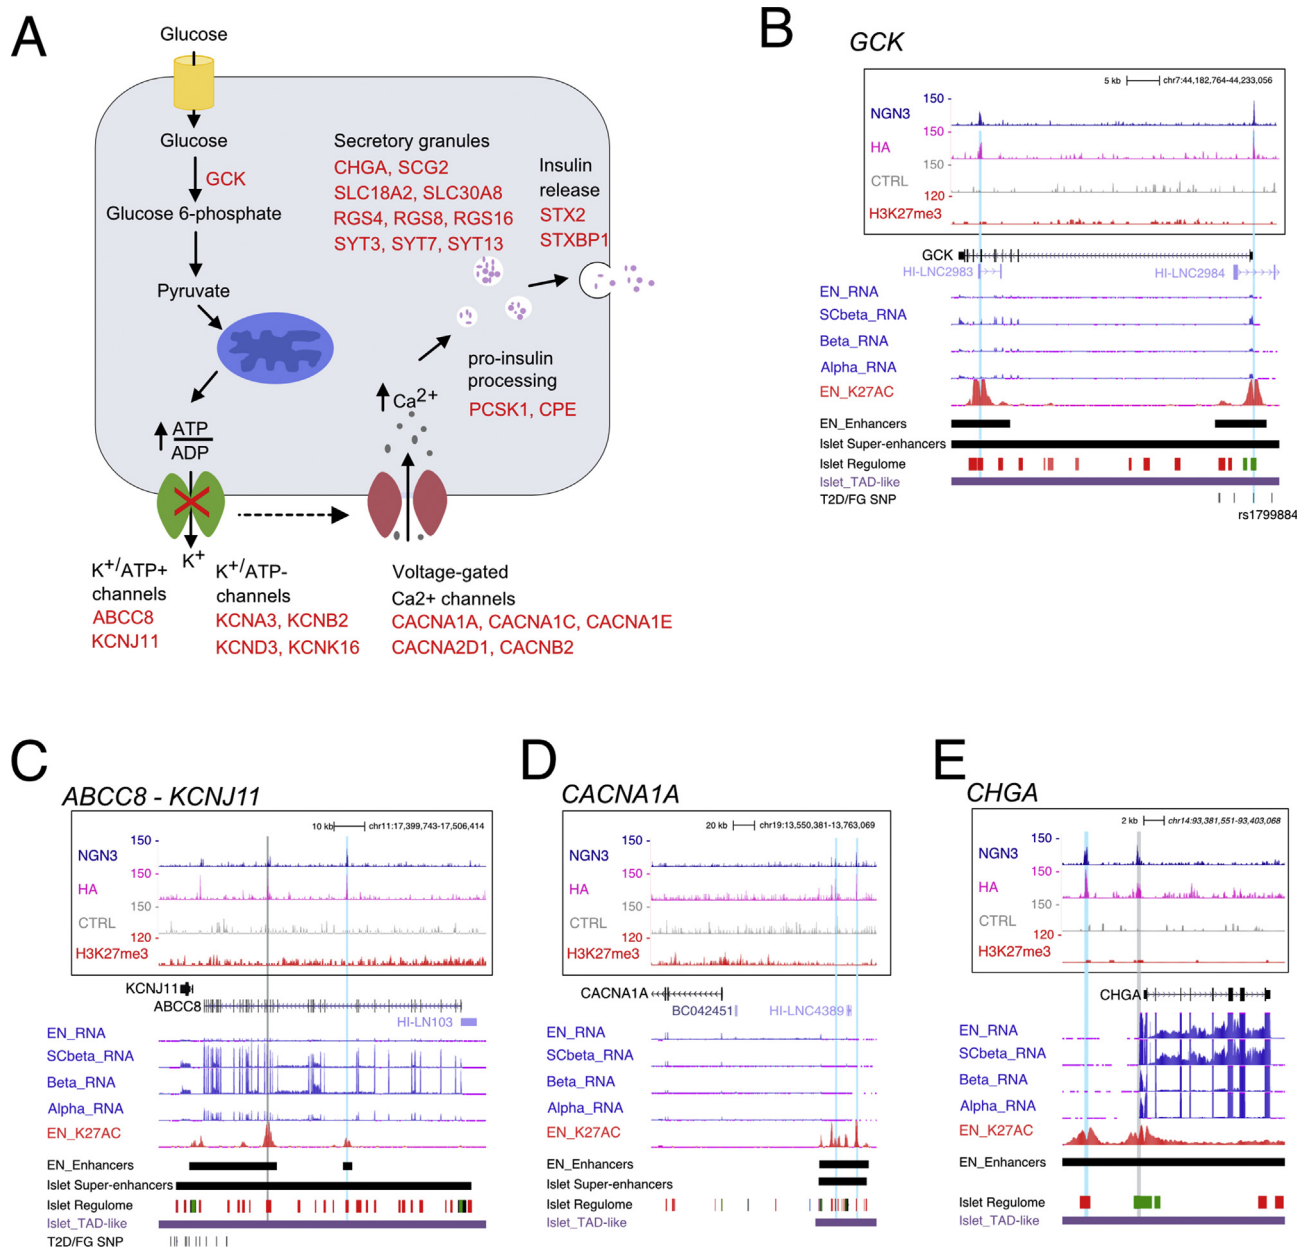 A
Glucose
Glucose
GCK
Glucose 6-phosphate
Pyruvate
ATP
ADP
K+
Secretory granules
CHGA, SCG2
SLC18A2, SLC30A8
RGS4, RGS8, RGS16
SYT3, SYT7, SYT13
Insulin
release
STX2
STXBP1
pro-insulin
processing
PCSK1, CPE
Ca2+
K+/ATP+
channels
ABCC8
KCNJ11
K+/ATP-
channels
KCNA3, KCNB2
KCND3, KCNK16
Voltage-gated
Ca2+ channels
CACNA1A, CACNA1C, CACNA1E
CACNA2D1, CACNB2
B
GCK
5 kb chr7:44,182,764-44,233,056
150
NGN3
150
HA
150
CTRL
120
H3K27me3
GCK
HI-LNC2983
HI-LNC2984
EN_RNA
SCbeta_RNA
Beta_RNA
Alpha_RNA
EN_K27AC
EN_Enhancers
Islet Super-enhancers
Islet Regulome
Islet_TAD-like
T2D/FG SNP
rs1799884
C
ABCC8 - KCNJ11
10 kb chr11:17,399,743-17,506,414
150
NGN3
150
HA
150
CTRL
120
H3K27me3
KCNJ11
ABCC8
HI-LN103
EN_RNA
SCbeta_RNA
Beta_RNA
Alpha_RNA
EN_K27AC
EN_Enhancers
Islet Super-enhancers
Islet Regulome
Islet_TAD-like
T2D/FG SNP
D
CACNA1A
20 kb chr19:13,550,381-13,763,069
150
NGN3
150
HA
150
CTRL
120
H3K27me3
CACNA1A
BC042451
HI-LNC4389
EN_RNA
SCbeta_RNA
Beta_RNA
Alpha_RNA
EN_K27AC
EN_Enhancers
Islet Super-enhancers
Islet Regulome
Islet_TAD-like
E
CHGA
2 kb chr14:93,381,551-93,403,068
150
NGN3
150
HA
150
CTRL
120
H3K27me3
CHGA
EN_RNA
SCbeta_RNA
Beta_RNA
Alpha_RNA
EN_K27AC
EN_Enhancers
Islet Regulome
Islet_TAD-like